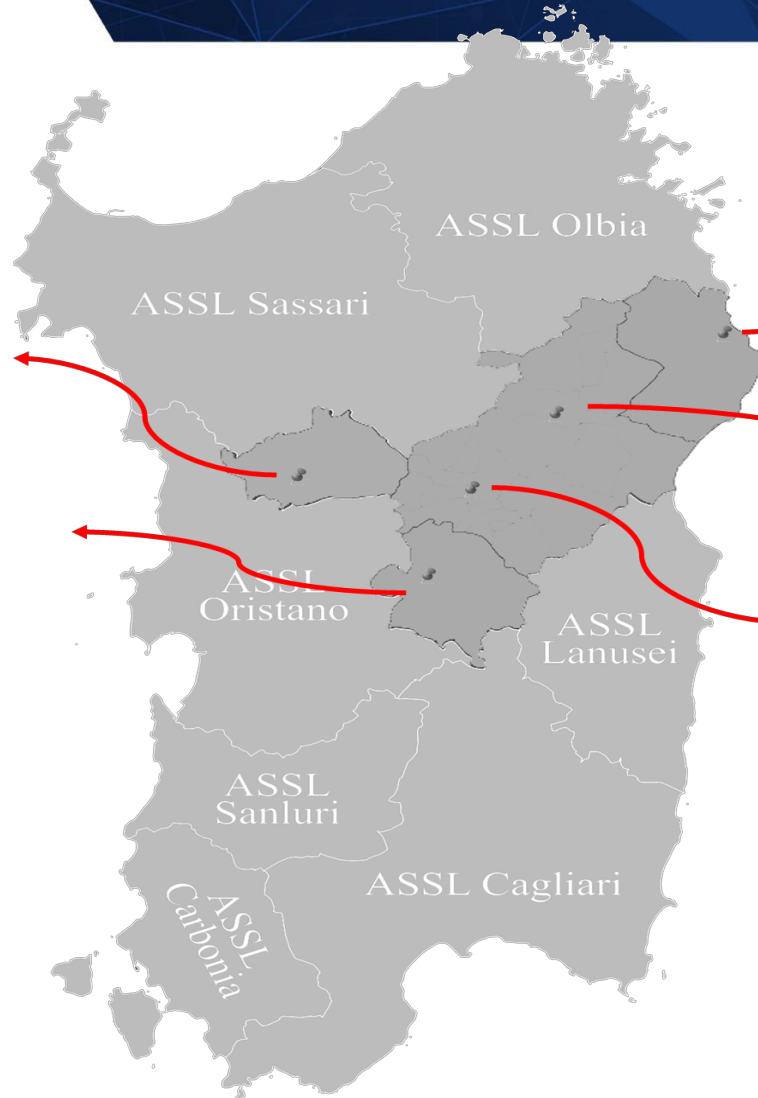 ASSL Olbia
ASSL Sassari
ASSL
Oristano
ASSL
Lanusei
ASSL
Sanluri
ASSL Cagliari
ASSL
Carbonia